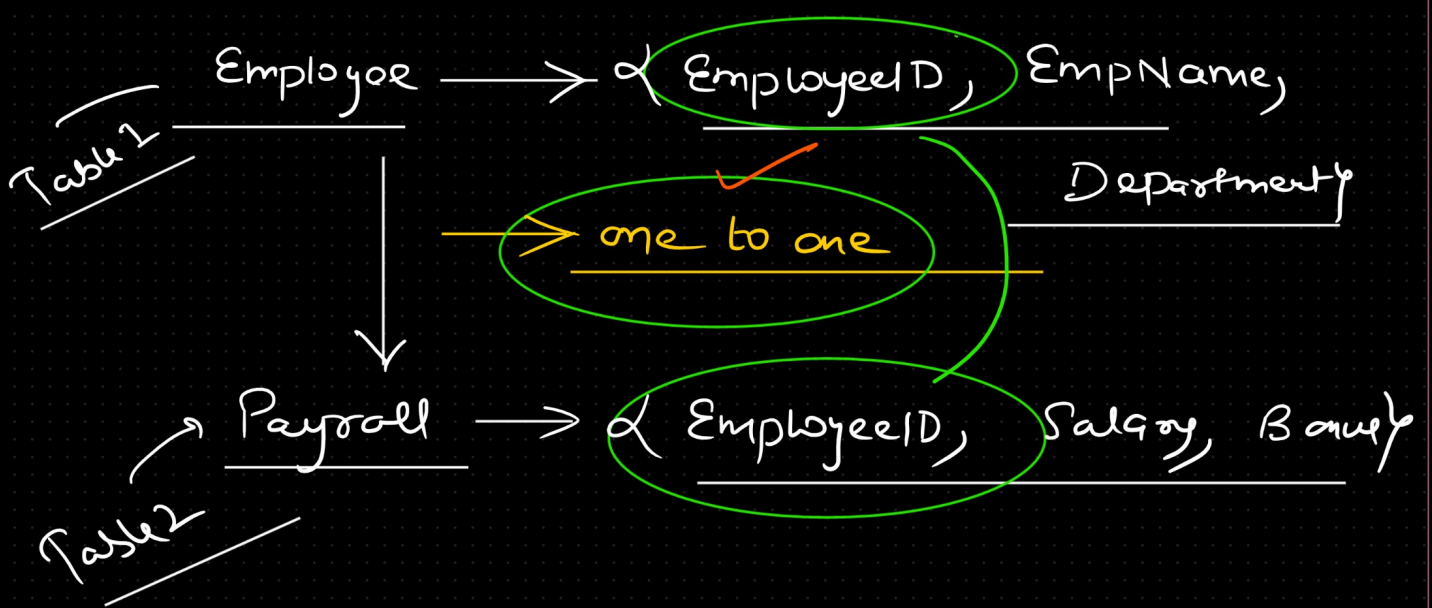 Employee → { EmployeeID, EmpName,
Table 1
Department}
→ one to one
Payroll → { EmployeeID, Salary, Bonus}
Table2